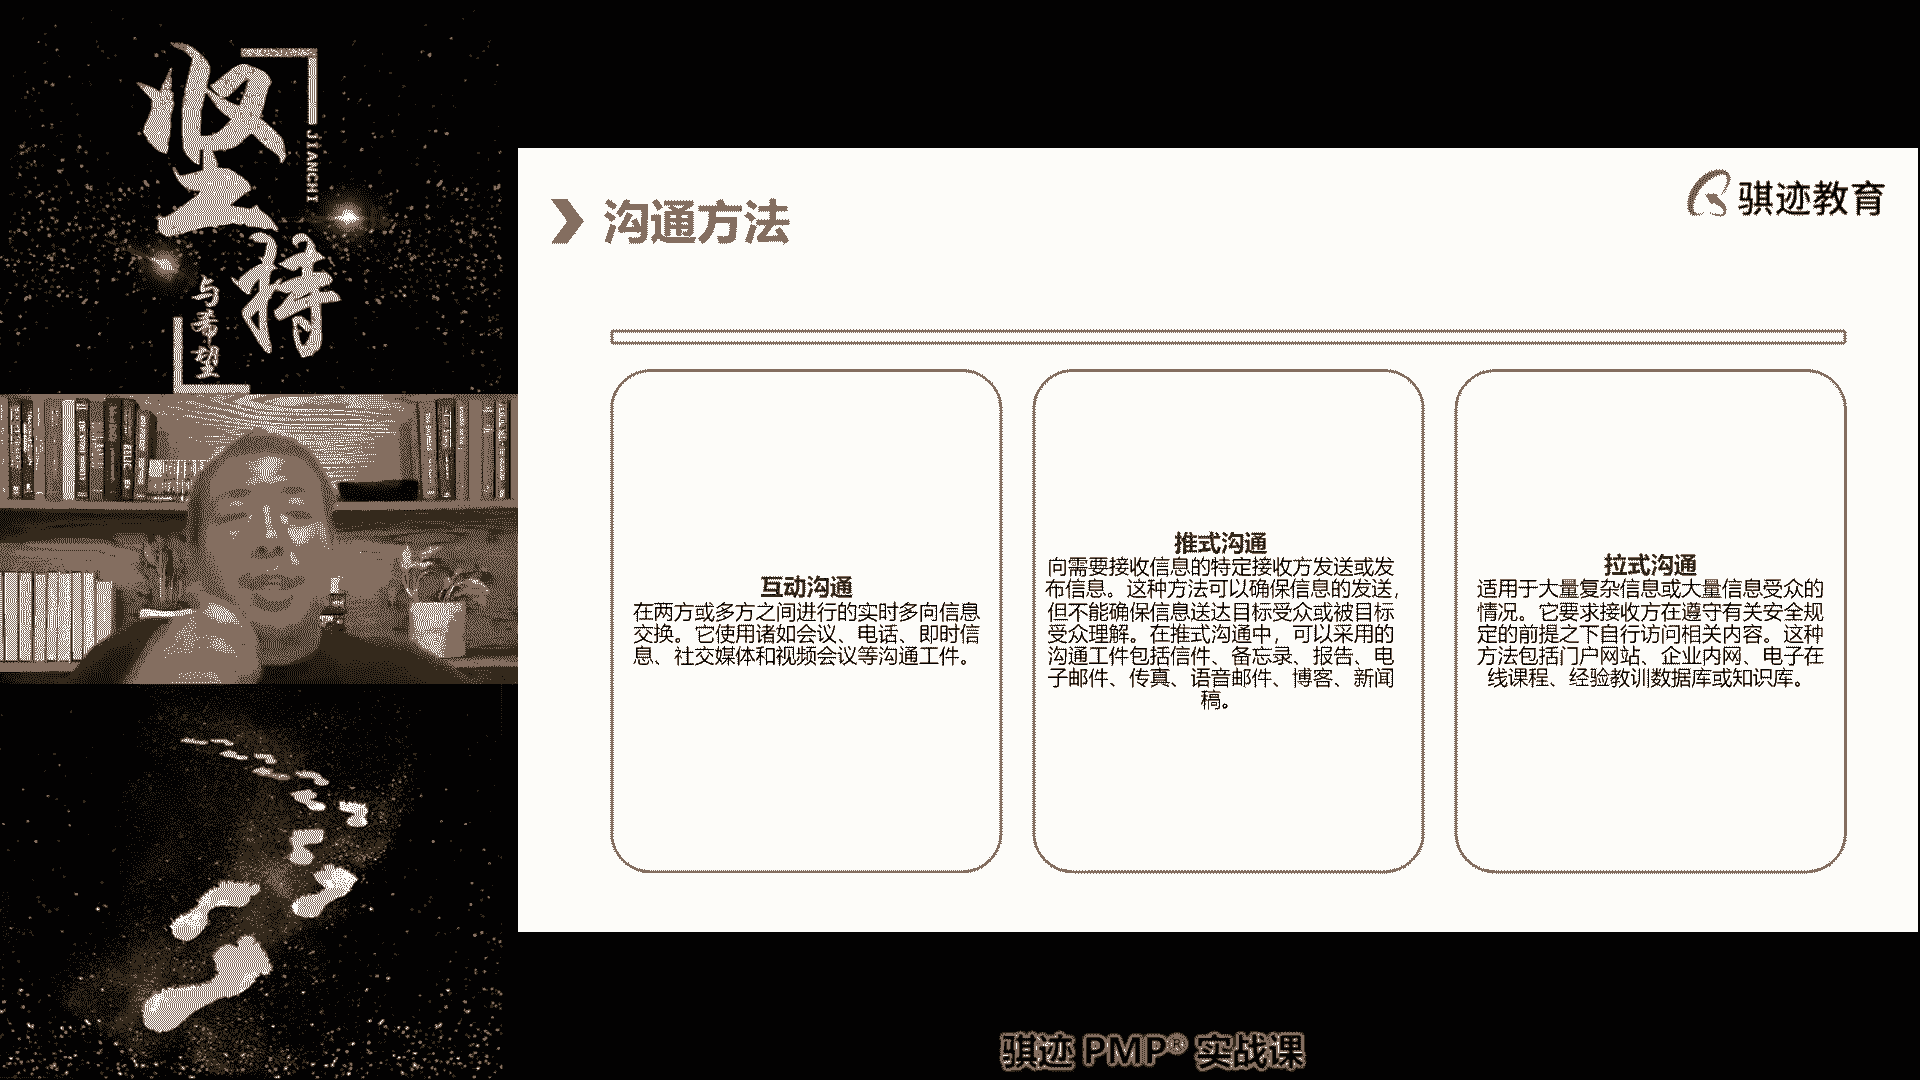 坚持
JIANCHI
与希望
沟通方法
骐迹教育
互动沟通
在两方或多方之间进行的实时多向信息
交换。它使用诸如会议、电话、即时信
息、社交媒体和视频会议等沟通工件。
推式沟通
向需要接收信息的特定接收方发送或发
布信息。这种方法可以确保信息的发送，
但不能确保信息送达目标受众或被目标
受众理解。在推式沟通中，可以采用的
沟通工件包括信件、备忘录、报告、电
子邮件、传真、语音邮件、博客、新闻
稿。
拉式沟通
适用于大量复杂信息或大量信息受众的
情况。它要求接收方在遵守有关安全规
定的前提之下自行访问相关内容。这种
方法包括门户网站、企业内网、电子在
线课程、经验教训数据库或知识库。
骐迹 PMP® 实战课